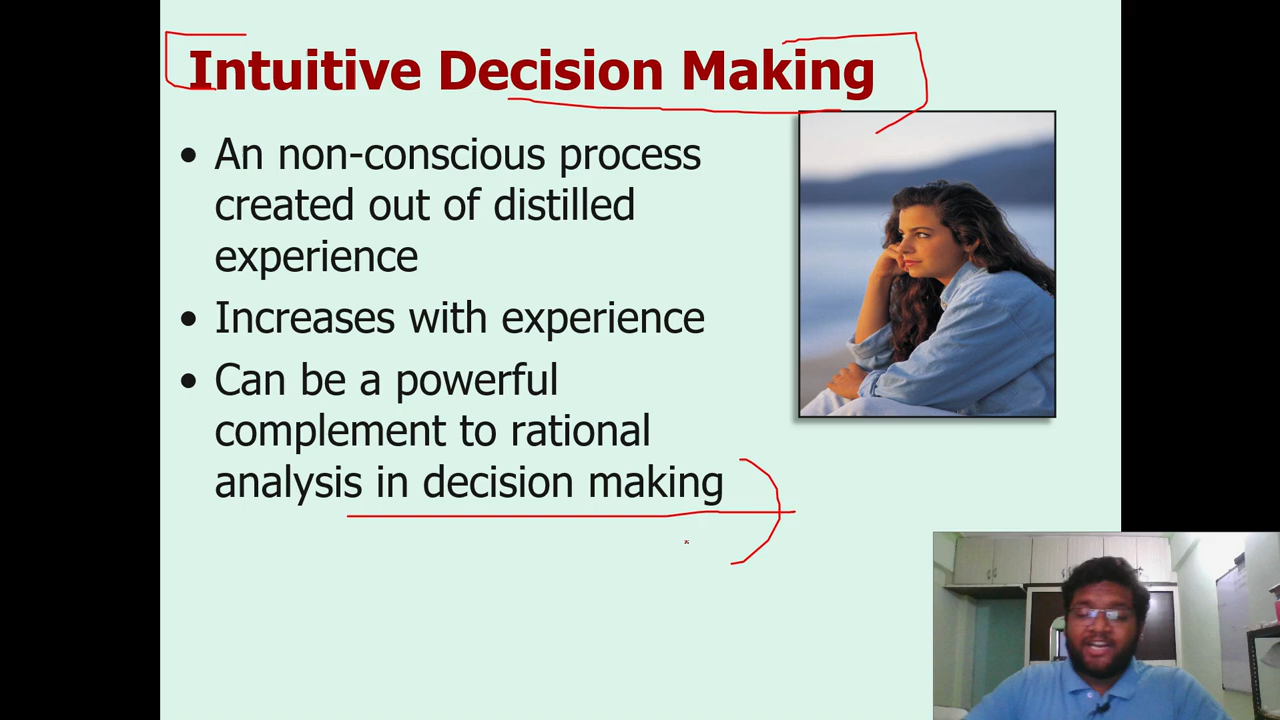 Intuitive Decision Making
• An non-conscious process
created out of distilled
experience
• Increases with experience
• Can be a powerful
complement to rational
analysis in decision making